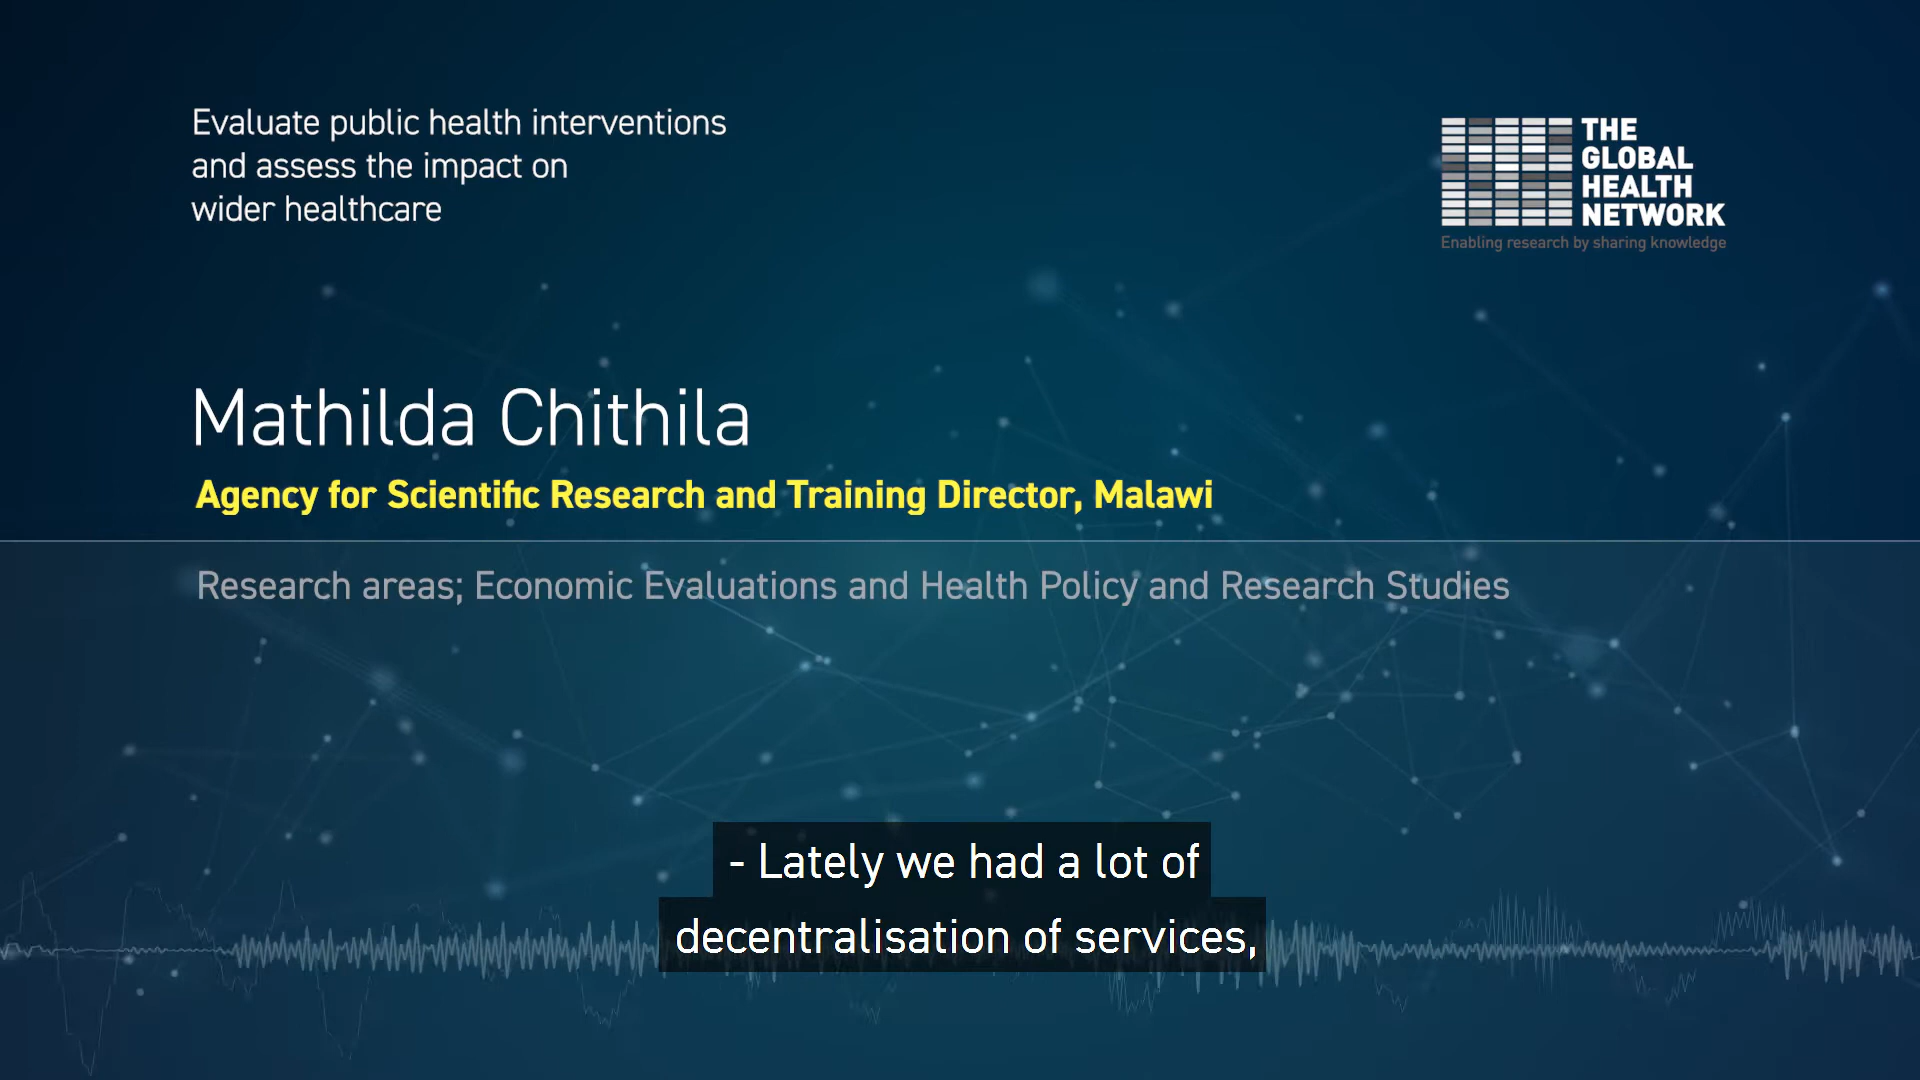 Evaluate public health interventions
and assess the impact on
wider healthcare
THE
GLOBAL
HEALTH
NETWORK
Enabling research by sharing knowledge
Mathilda Chithila
Agency for Scientific Research and Training Director, Malawi
Research areas; Economic Evaluations and Health Policy and Research Studies
- Lately we had a lot of
decentralisation of services,